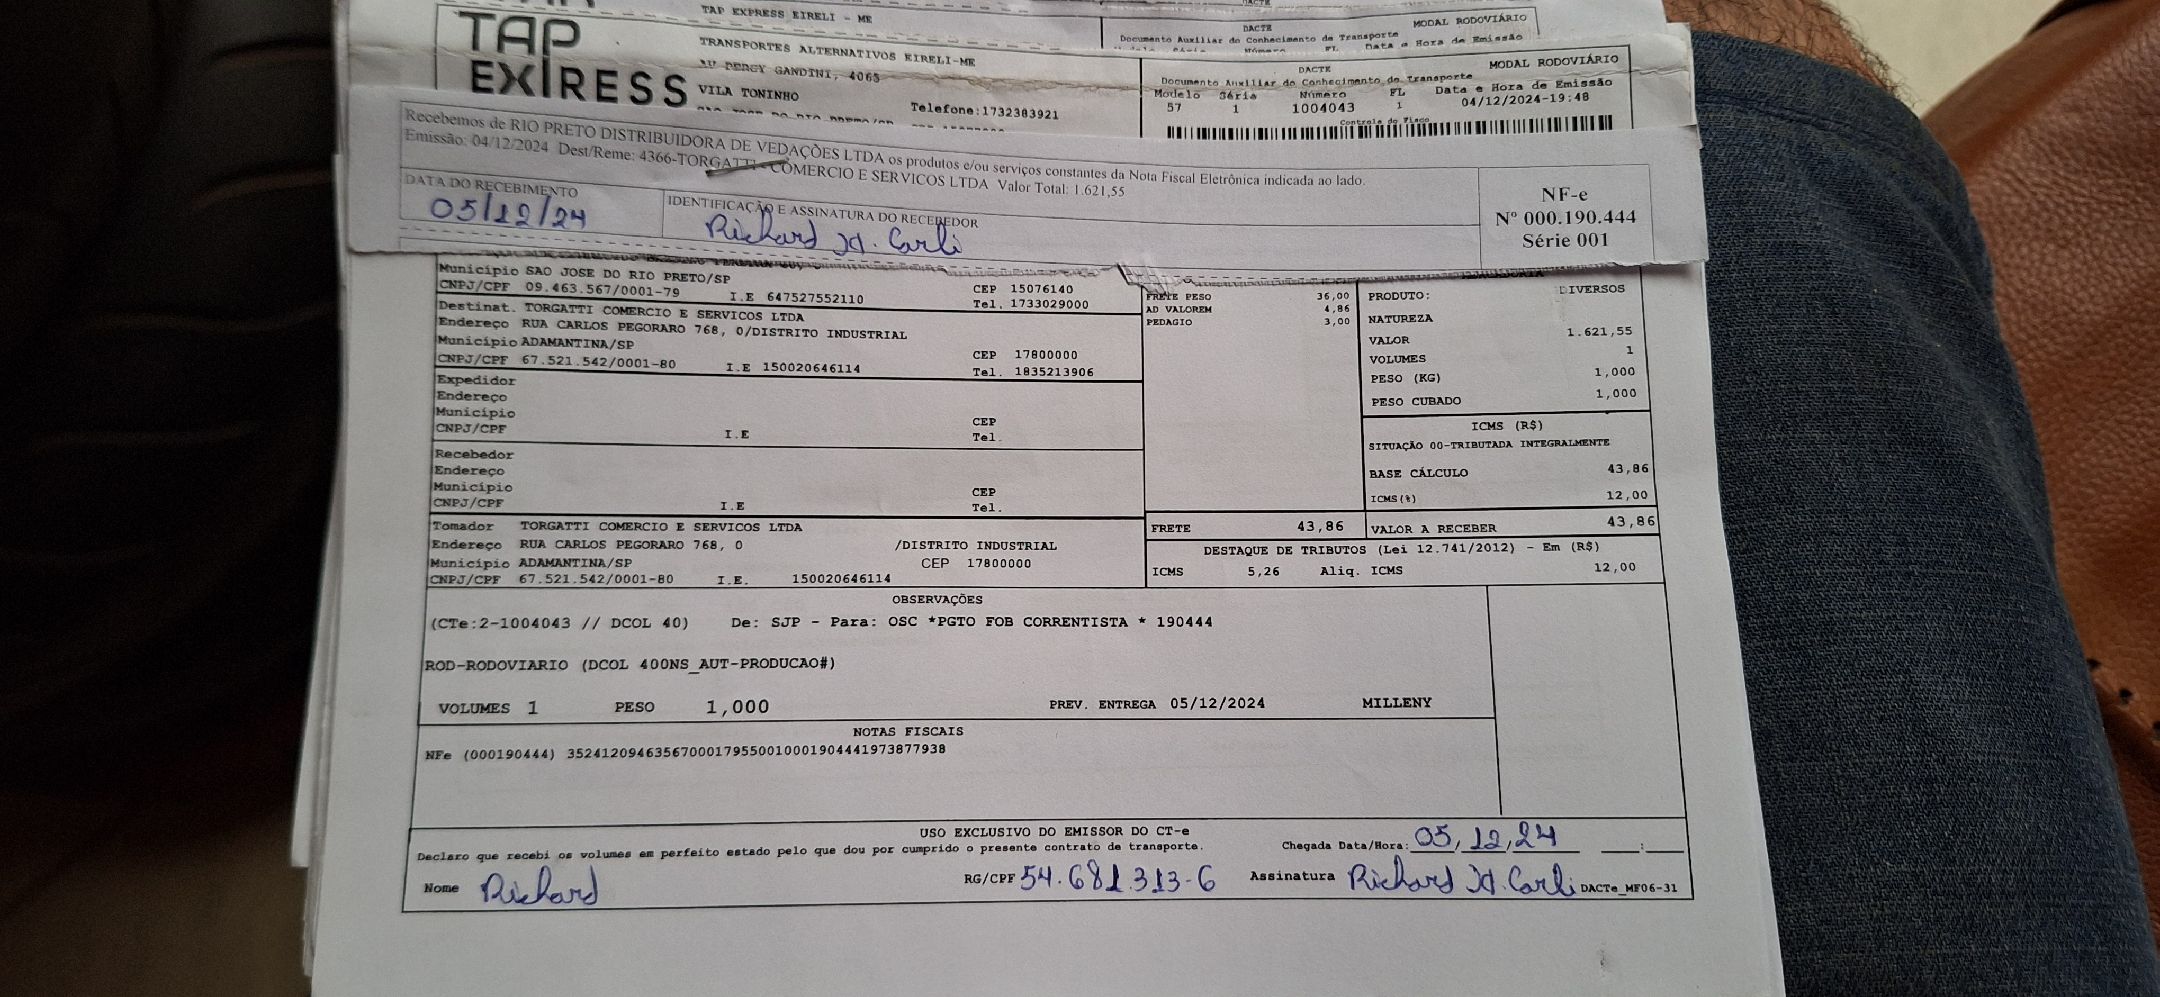 TAP EXPRESS EIRELI - ME
DACTE
MODAL RODOVIÁRIO
Documento Auxiliar do Conhecimento de Transporte
Data e Hora de Emissão
TAP
EXIRESS
TRANSPORTES ALTERNATIVOS EIRELI-ME
AV DERCY GANDINI, 4065
VILA TONINHO
Telefone:1732383921
DACTE
MODAL RODOVIÁRIO
Documento Auxiliar do Conhecimento do Transporte
Modelo Série Número FL Data e Hora de Emissão
57 1 1004043 1 04/12/2024-19:48
Controle do Fisco
Recebemos de RIO PRETO DISTRIBUIDORA DE VEDAÇÕES LTDA os produtos e/ou serviços constantes da Nota Fiscal Eletrônica indicada ao lado.
Emissão: 04/12/2024 Dest/Reme: 4366-TORGATTI - COMERCIO E SERVICOS LTDA Valor Total: 1.621,55
DATA DO RECEBIMENTO
05/12/24
IDENTIFICAÇÃO E ASSINATURA DO RECEBEDOR
Richard H. Carli
NF-e
Nº 000.190.444
Série 001
Município SAO JOSE DO RIO PRETO/SP
CEP 15076140
CNPJ/CPF 09.463.567/0001-79 I.E 647527552110 Tel. 1733029000
Destinat. TORGATTI COMERCIO E SERVICOS LTDA
Endereço RUA CARLOS PEGORARO 768, 0/DISTRITO INDUSTRIAL
Município ADAMANTINA/SP CEP 17800000
CNPJ/CPF 67.521.542/0001-80 I.E 150020646114 Tel. 1835213906
Expedidor
Endereço
Município CEP
CNPJ/CPF I.E Tel.
Recebedor
Endereço
Município CEP
CNPJ/CPF I.E Tel.
Tomador TORGATTI COMERCIO E SERVICOS LTDA
Endereço RUA CARLOS PEGORARO 768, 0 /DISTRITO INDUSTRIAL
Município ADAMANTINA/SP CEP 17800000
CNPJ/CPF 67.521.542/0001-80 I.E. 150020646114
FRETE PESO 36,00
AD VALOREM 4,86
PEDAGIO 3,00
PRODUTO: DIVERSOS
NATUREZA
VALOR 1.621,55
VOLUMES 1
PESO (KG) 1,000
PESO CUBADO 1,000
ICMS (R$)
SITUAÇÃO 00-TRIBUTADA INTEGRALMENTE
BASE CÁLCULO 43,86
ICMS(%) 12,00
FRETE 43,86 VALOR A RECEBER 43,86
DESTAQUE DE TRIBUTOS (Lei 12.741/2012) - Em (R$)
ICMS 5,26 Aliq. ICMS 12,00
OBSERVAÇÕES
(CTe:2-1004043 // DCOL 40) De: SJP - Para: OSC *PGTO FOB CORRENTISTA * 190444
ROD-RODOVIARIO (DCOL 400NS_AUT-PRODUCAO#)
VOLUMES 1 PESO 1,000 PREV. ENTREGA 05/12/2024 MILLENY
NOTAS FISCAIS
NFe (000190444) 35241209463567000179550010001904441973877938
USO EXCLUSIVO DO EMISSOR DO CT-e
Declaro que recebi os volumes em perfeito estado pelo que dou por cumprido o presente contrato de transporte. Chegada Data/Hora: 05/12/24 :
Nome Richard RG/CPF 54.681.313-6 Assinatura Richard H. Carli DACTe_MF06-31